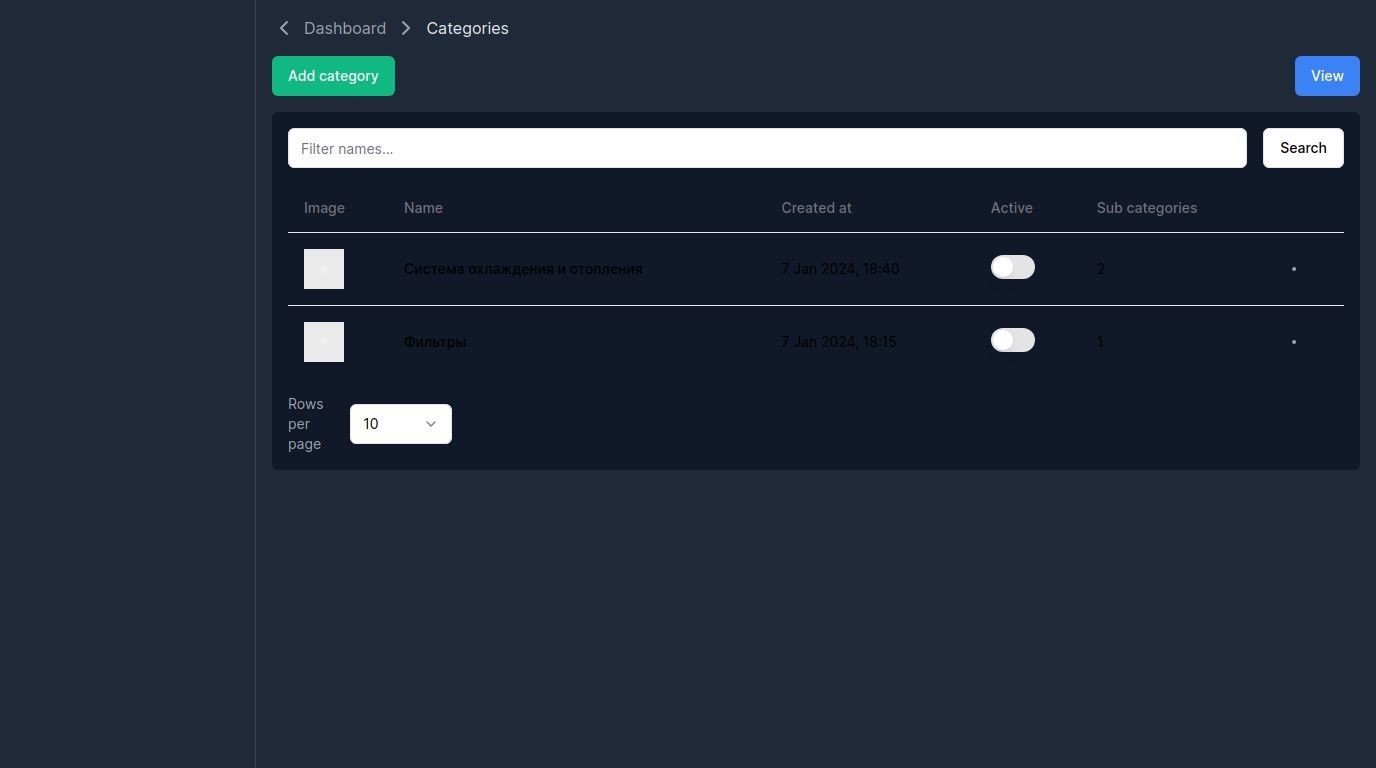 Dashboard Categories
Add category View
Filter names... Search
Image Name Created at Active Sub categories
Система охлаждения и отопления 7 Jan 2024, 18:40 2
Фильтры 7 Jan 2024, 18:15 1
Rows
per
page
10